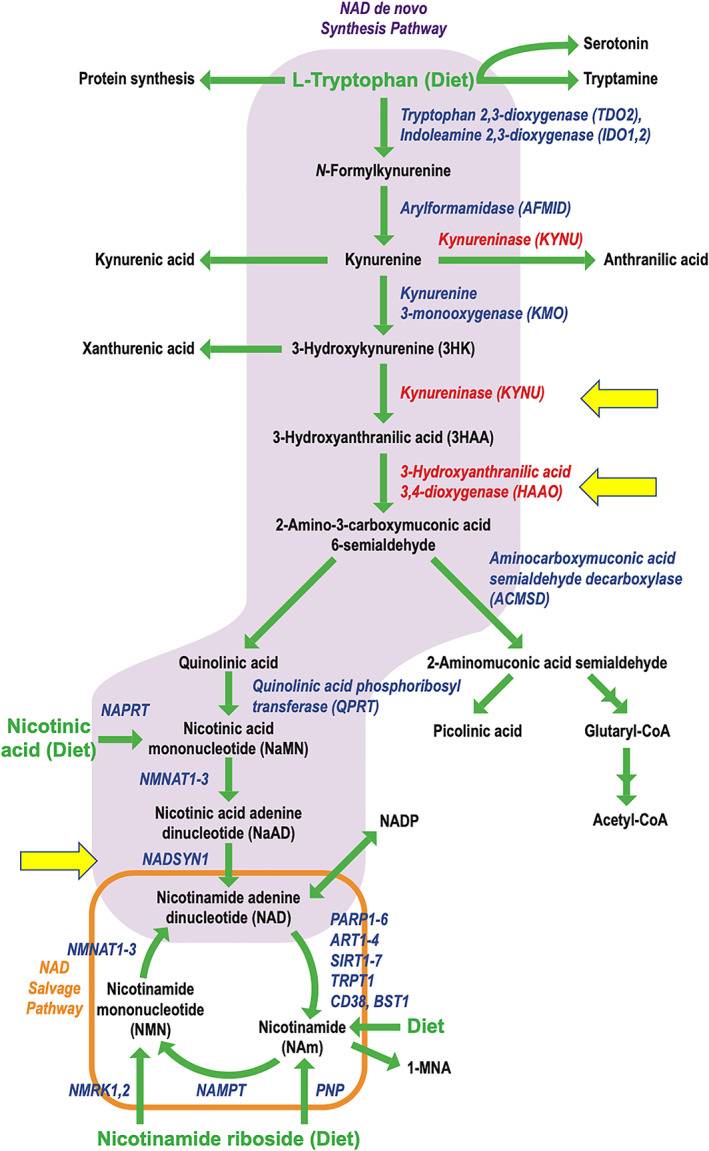 NAD de novo
Synthesis Pathway
Serotonin
Protein synthesis
L-Tryptophan (Diet)
Tryptamine
Tryptophan 2,3-dioxygenase (TDO2),
Indoleamine 2,3-dioxygenase (IDO1,2)
N-Formylkynurenine
Arylformamidase (AFMID)
Kynureninase (KYNU)
Kynurenic acid
Kynurenine
Anthranilic acid
Kynurenine
3-monooxygenase (KMO)
Xanthurenic acid
3-Hydroxykynurenine (3HK)
Kynureninase (KYNU)
3-Hydroxyanthranilic acid (3HAA)
3-Hydroxyanthranilic acid
3,4-dioxygenase (HAAO)
2-Amino-3-carboxymuconic acid
6-semialdehyde
Aminocarboxymuconic acid
semialdehyde decarboxylase
(ACMSD)
Quinolinic acid
2-Aminomuconic acid semialdehyde
Quinolinic acid phosphoribosyl
transferase (QPRT)
NAPRT
Nicotinic
acid (Diet)
Nicotinic acid
mononucleotide (NaMN)
Picolinic acid
Glutaryl-CoA
NMNAT1-3
Nicotinic acid adenine
dinucleotide (NaAD)
NADP
Acetyl-CoA
NADSYN1
Nicotinamide adenine
dinucleotide (NAD)
PARP1-6
ART1-4
SIRT1-7
TRPT1
CD38, BST1
NMNAT1-3
NAD
Salvage
Pathway
Nicotinamide
mononucleotide
(NMN)
Nicotinamide
(NAm)
Diet
1-MNA
NMRK1,2
NAMPT
PNP
Nicotinamide riboside (Diet)